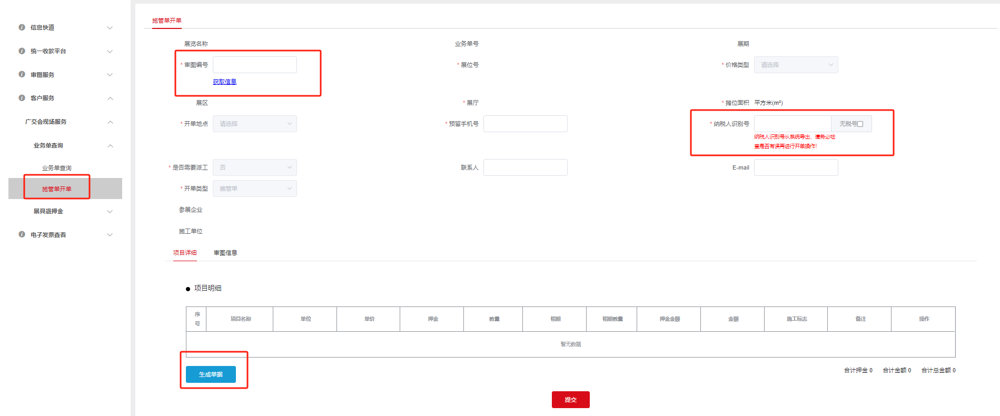 信息快道
统一收款平台
审图服务
客户服务
广交会现场服务
业务单查询
业务单查询
施管单开单
展具退押金
电子发票查看
施管单开单
展览名称 业务单号 展期
* 审图编号 * 展位号 * 价格类型 请选择
获取信息
展区 * 展厅 * 摊位面积 平方米(m²)
* 开单地点 请选择 * 预留手机号 * 纳税人识别号 无税号
纳税人识别号从系统导出，请务必检
查是否有误再进行开单操作!
* 是否需要派工 否 联系人 E-mail
* 开单类型 施管单
参展企业
施工单位
项目详细 审图信息
项目明细
序号 项目名称 单位 单价 押金 数量 租期 租期数量 押金金额 金额 施工标志 备注 操作
暂无数据
生成单据 合计押金 0 合计金额 0 合计总金额 0
提交